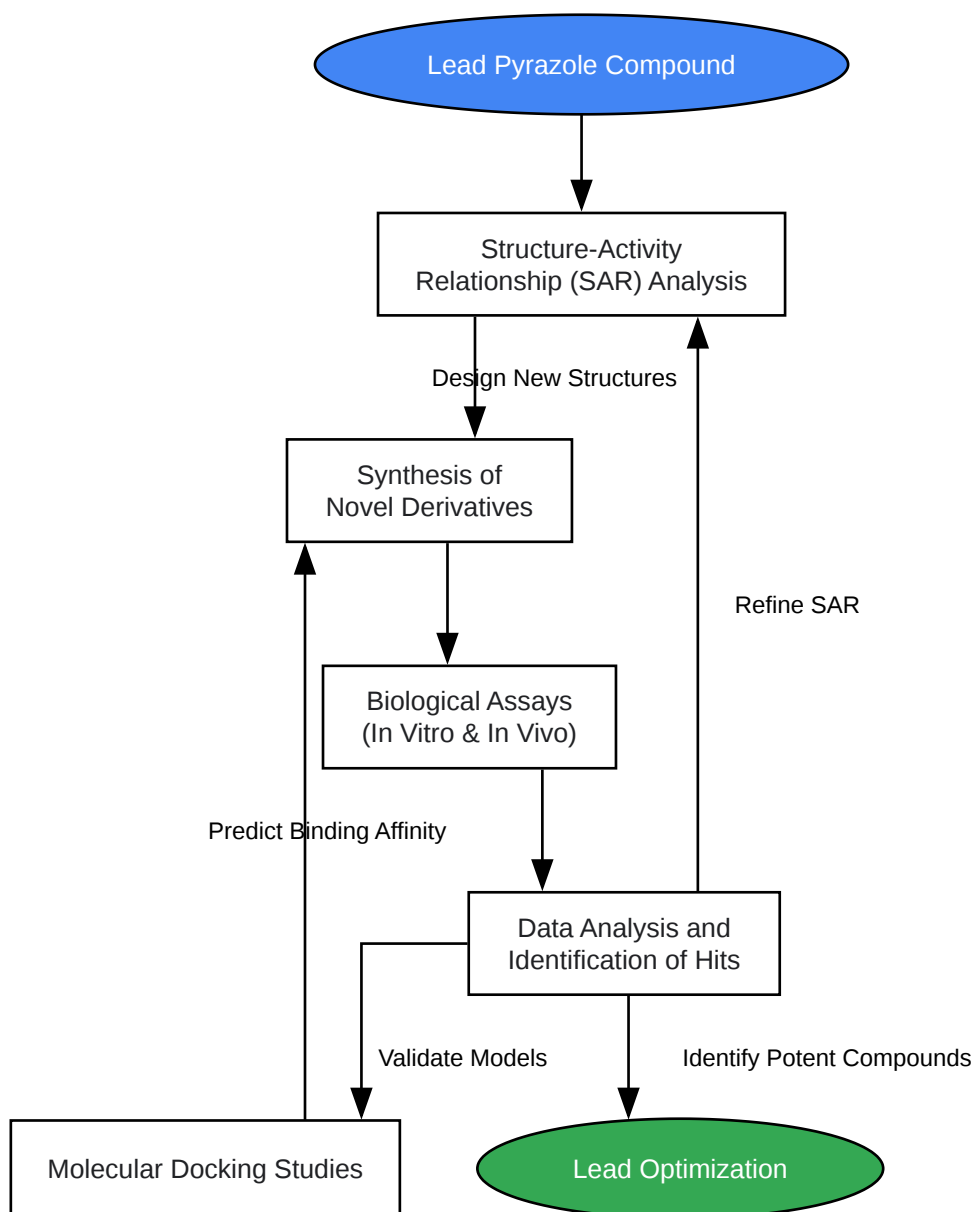 Lead Pyrazole Compound
Structure-Activity
Relationship (SAR) Analysis
Design New Structures
Synthesis of
Novel Derivatives
Refine SAR
Biological Assays
(In Vitro & In Vivo)
Predict Binding Affinity
Data Analysis and
Identification of Hits
Validate Models
Identify Potent Compounds
Molecular Docking Studies
Lead Optimization